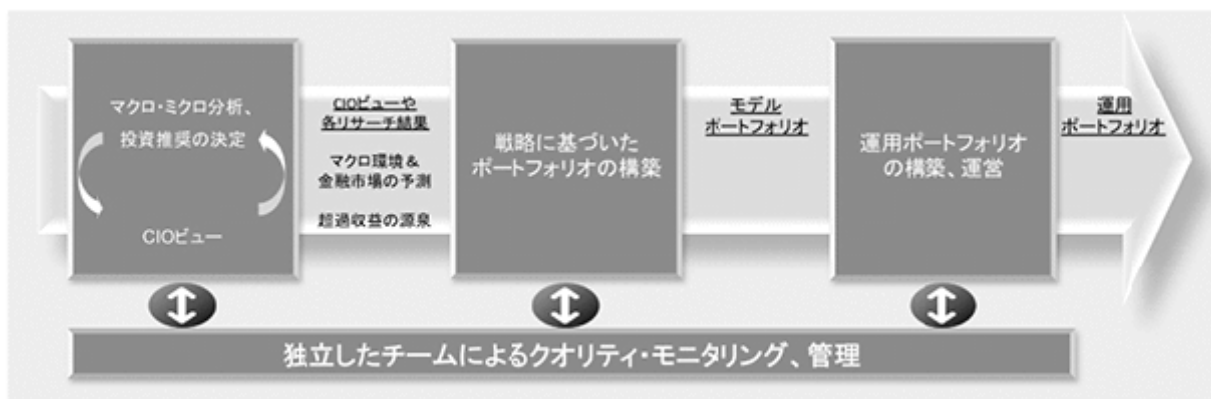 マクロ・ミクロ分析、
投資推奨の決定
CIOビュー
CIOビューや
各リサーチ結果
マクロ環境&
金融市場の予測
超過収益の源泉
戦略に基づいた
ポートフォリオの構築
モデル
ポートフォリオ
運用ポートフォリオ
の構築、運営
運用
ポートフォリオ
独立したチームによるクオリティ・モニタリング、管理